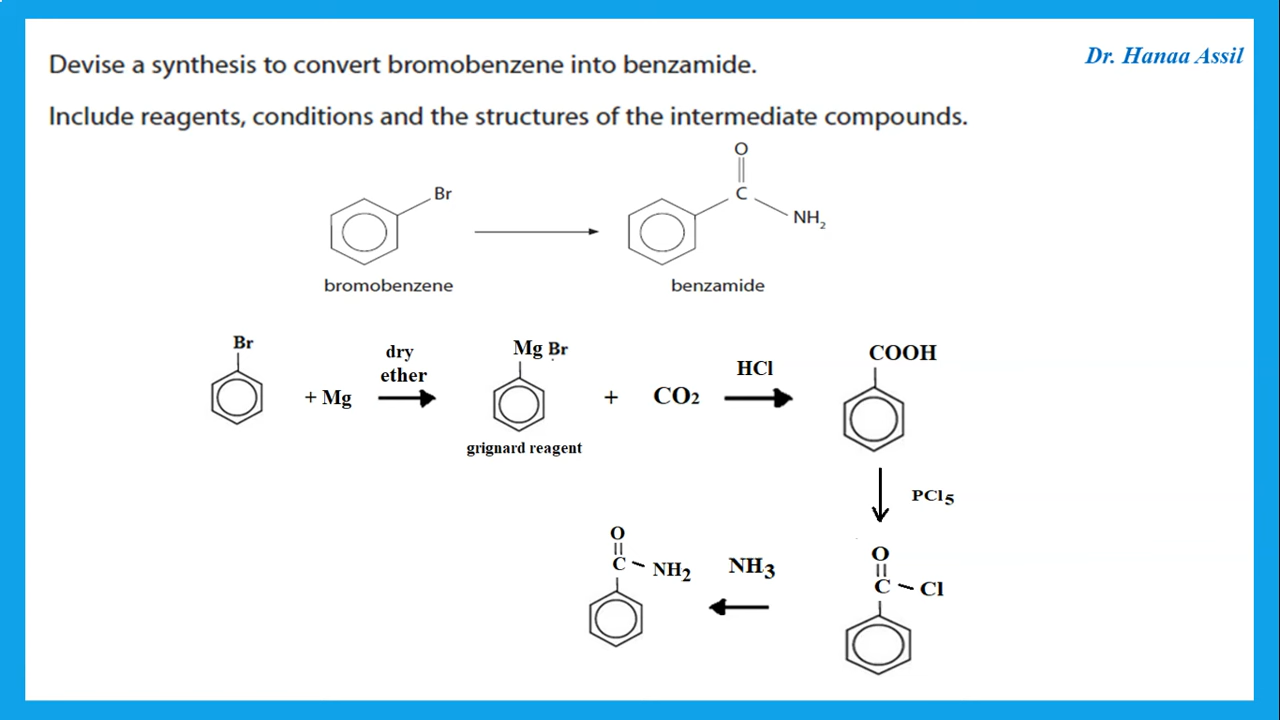 Dr. Hanaa Assil
Devise a synthesis to convert bromobenzene into benzamide.
Include reagents, conditions and the structures of the intermediate compounds.
O
C
Br
NH₂
bromobenzene
benzamide
Br
+ Mg
dry
ether
Mg Br
grignard reagent
+
CO₂
HCl
COOH
PCl₅
O
C
Cl
NH₃
O
C
NH₂